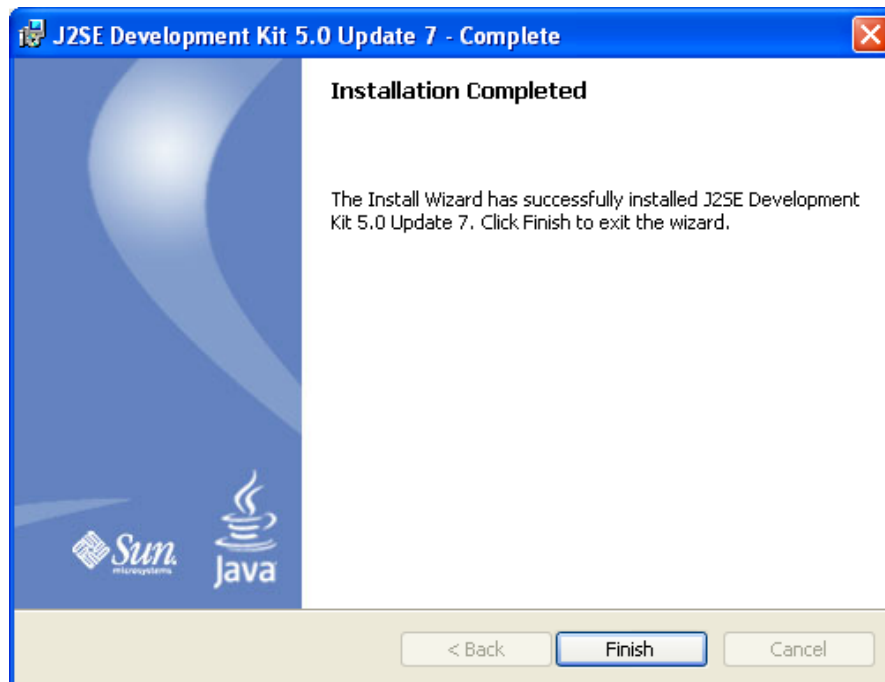 J2SE Development Kit 5.0 Update 7 - Complete
Installation Completed
The Install Wizard has successfully installed J2SE Development
Kit 5.0 Update 7. Click Finish to exit the wizard.
Sun
microsystems
Java
< Back
Finish
Cancel